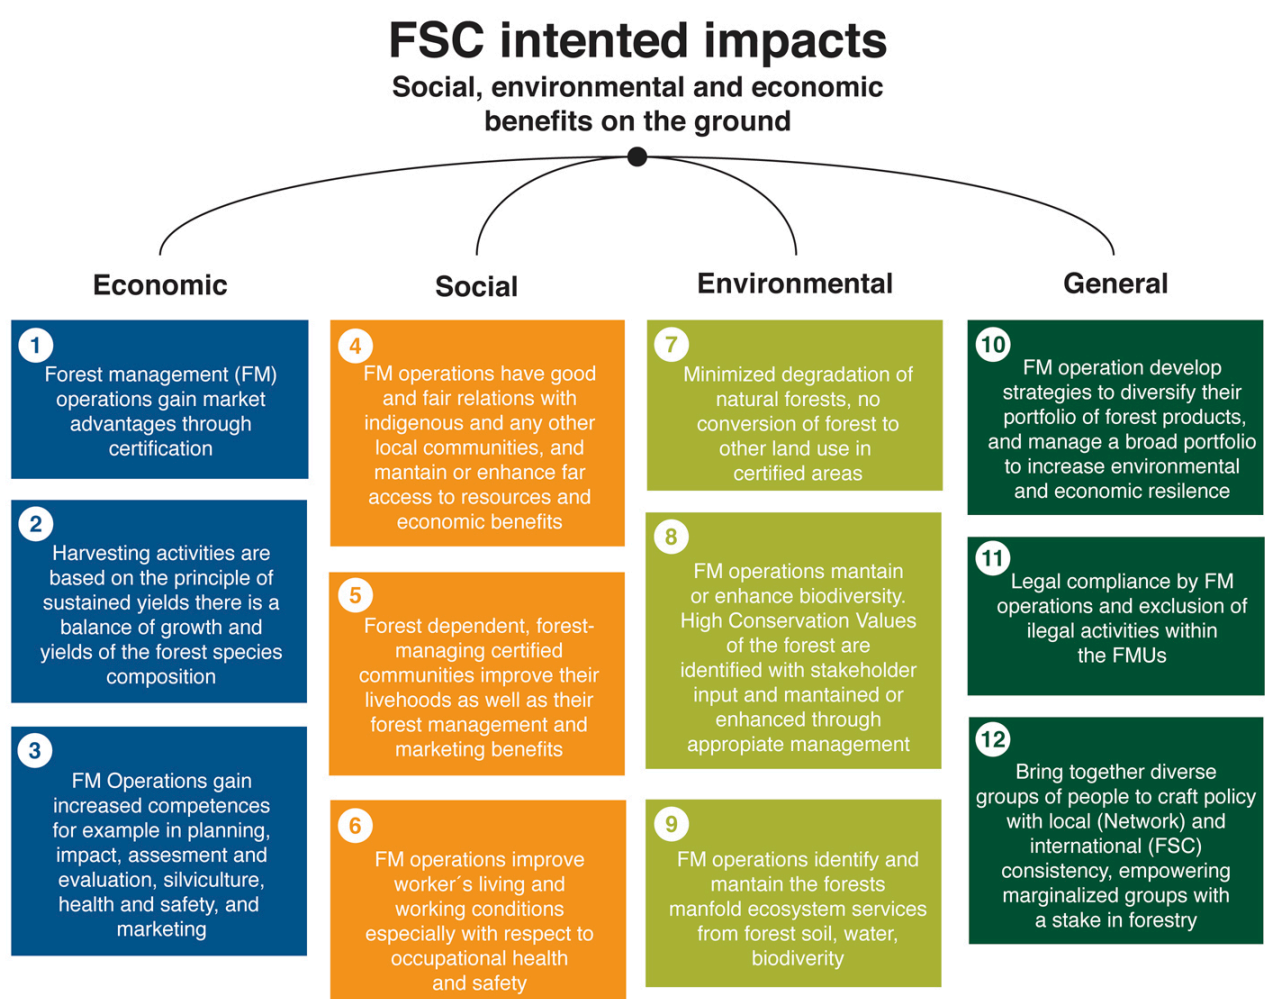 FSC intented impacts
Social, environmental and economic
benefits on the ground
Economic
1
Forest management (FM)
operations gain market
advantages through
certification
2
Harvesting activities are
based on the principle of
sustained yields there is a
balance of growth and
yields of the forest species
composition
3
FM Operations gain
increased competences
for example in planning,
impact, assesment and
evaluation, silviculture,
health and safety, and
marketing
Social
4
FM operations have good
and fair relations with
indigenous and any other
local communities, and
mantain or enhance far
access to resources and
economic benefits
5
Forest dependent, forest-
managing certified
communities improve their
livehoods as well as their
forest management and
marketing benefits
6
FM operations improve
worker´s living and
working conditions
especially with respect to
occupational health
and safety
Environmental
7
Minimized degradation of
natural forests, no
conversion of forest to
other land use in
certified areas
8
FM operations mantain
or enhance biodiversity.
High Conservation Values
of the forest are
identified with stakeholder
input and mantained or
enhanced through
appropiate management
9
FM operations identify and
mantain the forests
manfold ecosystem services
from forest soil, water,
biodiverity
General
10
FM operation develop
strategies to diversify their
portfolio of forest products,
and manage a broad portfolio
to increase environmental
and economic resilence
11
Legal compliance by FM
operations and exclusion of
ilegal activities within
the FMUs
12
Bring together diverse
groups of people to craft policy
with local (Network) and
international (FSC)
consistency, empowering
marginalized groups with
a stake in forestry